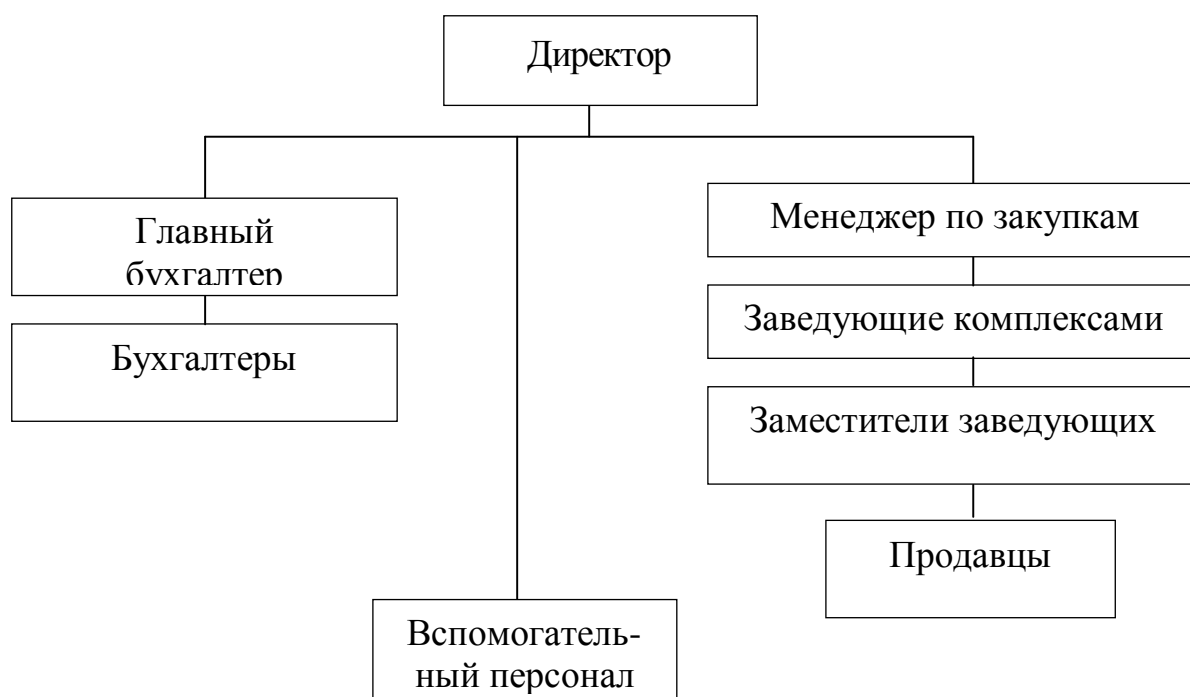 Директор
Главный
бухгалтер
Бухгалтеры
Менеджер по закупкам
Заведующие комплексами
Заместители заведующих
Продавцы
Вспомогатель-
ный персонал